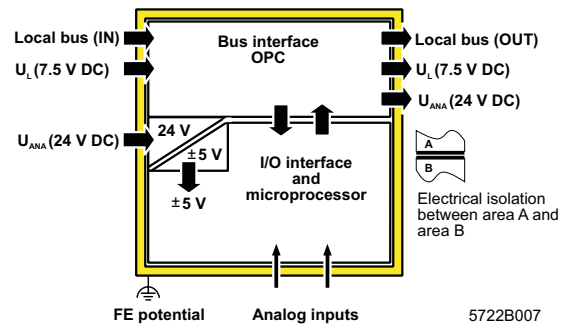 Local bus (IN)
U_L (7.5 V DC)
U_ANA (24 V DC)
Bus interface
OPC
Local bus (OUT)
U_L (7.5 V DC)
U_ANA (24 V DC)
24 V
±5 V
±5 V
I/O interface
and
microprocessor
A
B
Electrical isolation
between area A and
area B
FE potential
Analog inputs
5722B007